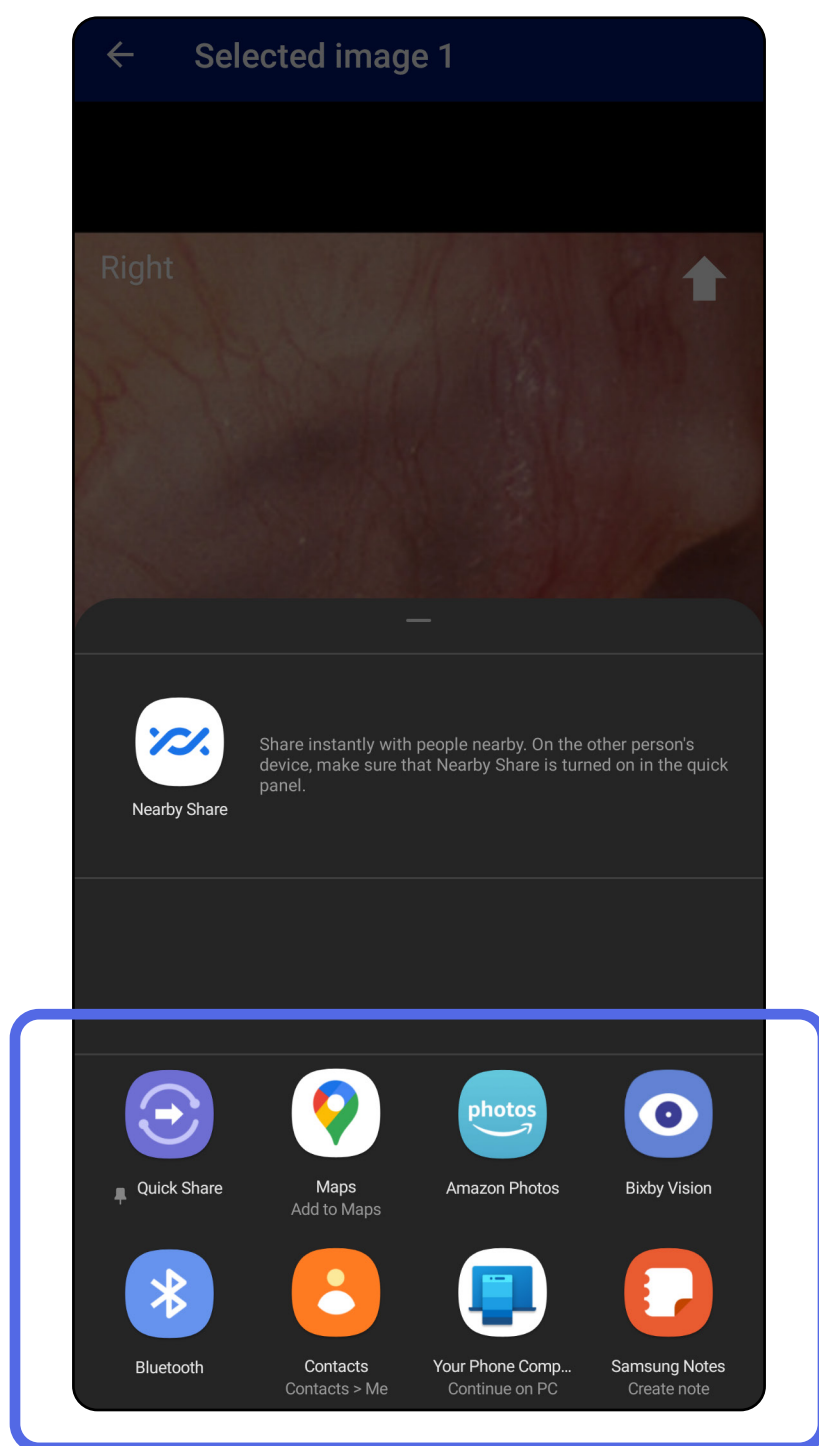 Selected image 1
Right
Share instantly with people nearby. On the other person's
device, make sure that Nearby Share is turned on in the quick
panel.
Nearby Share
photos
Quick Share
Maps
Amazon Photos
Bixby Vision
Add to Maps
Bluetooth
Contacts
Your Phone Comp...
Samsung Notes
Contacts > Me
Continue on PC
Create note